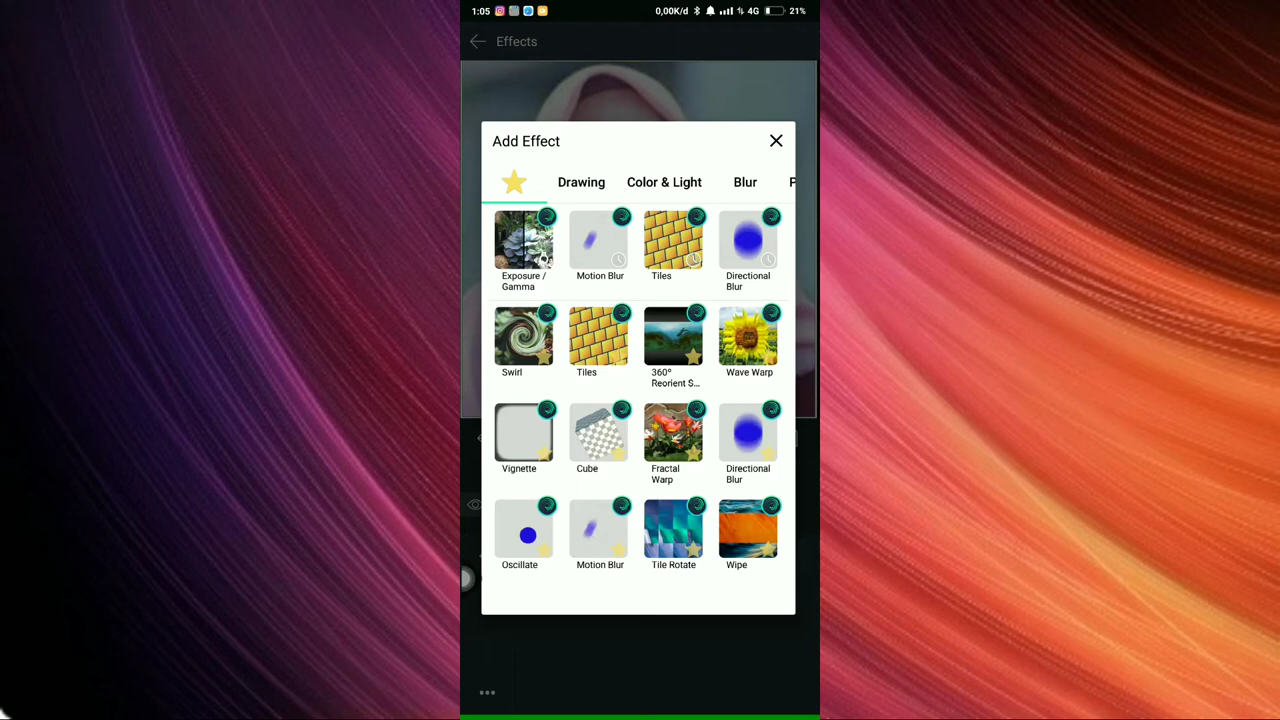 1:05 0,00K/d 4G 21%
Effects
Add Effect
Drawing Color & Light Blur P
Exposure / Motion Blur Tiles Directional
Gamma Blur
Swirl Tiles 360° Wave Warp
Reorient S...
Vignette Cube Fractal Directional
Warp Blur
Oscillate Motion Blur Tile Rotate Wipe